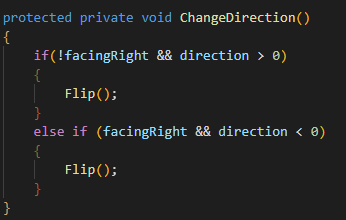 protected private void ChangeDirection()
{
    if(!facingRight && direction > 0)
    {
        Flip();
    }
    else if (facingRight && direction < 0)
    {
        Flip();
    }
}